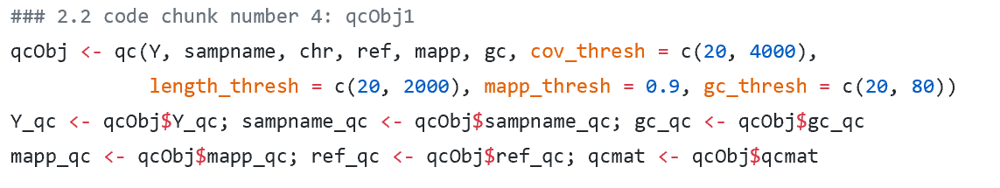 ### 2.2 code chunk number 4: qcObj1
qcObj <- qc(Y, sampname, chr, ref, mapp, gc, cov_thresh = c(20, 4000),
            length_thresh = c(20, 2000), mapp_thresh = 0.9, gc_thresh = c(20, 80))
Y_qc <- qcObj$Y_qc; sampname_qc <- qcObj$sampname_qc; gc_qc <- qcObj$gc_qc
mapp_qc <- qcObj$mapp_qc; ref_qc <- qcObj$ref_qc; qcmat <- qcObj$qcmat